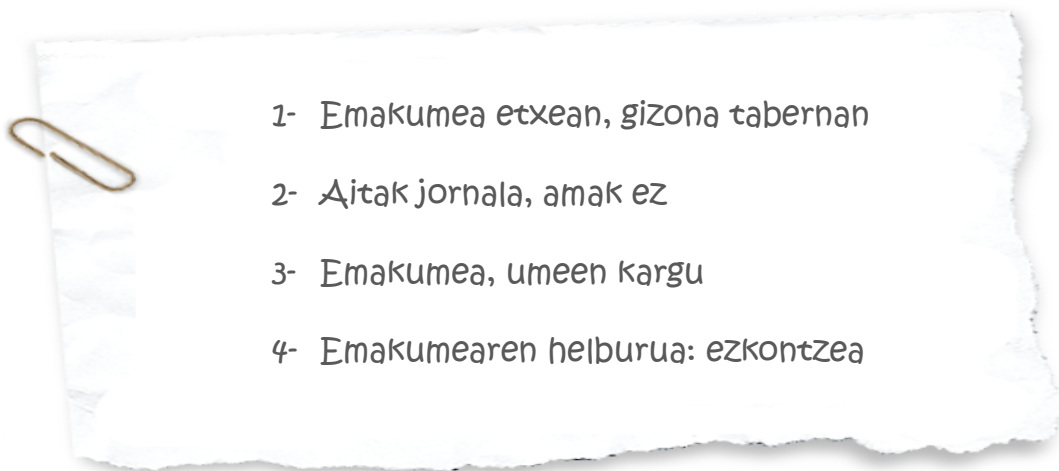 1- Emakumea etxean, gizona tabernan
2- Aitak jornala, amak ez
3- Emakumea, umeen kargu
4- Emakumearen helburua: ezkontzea